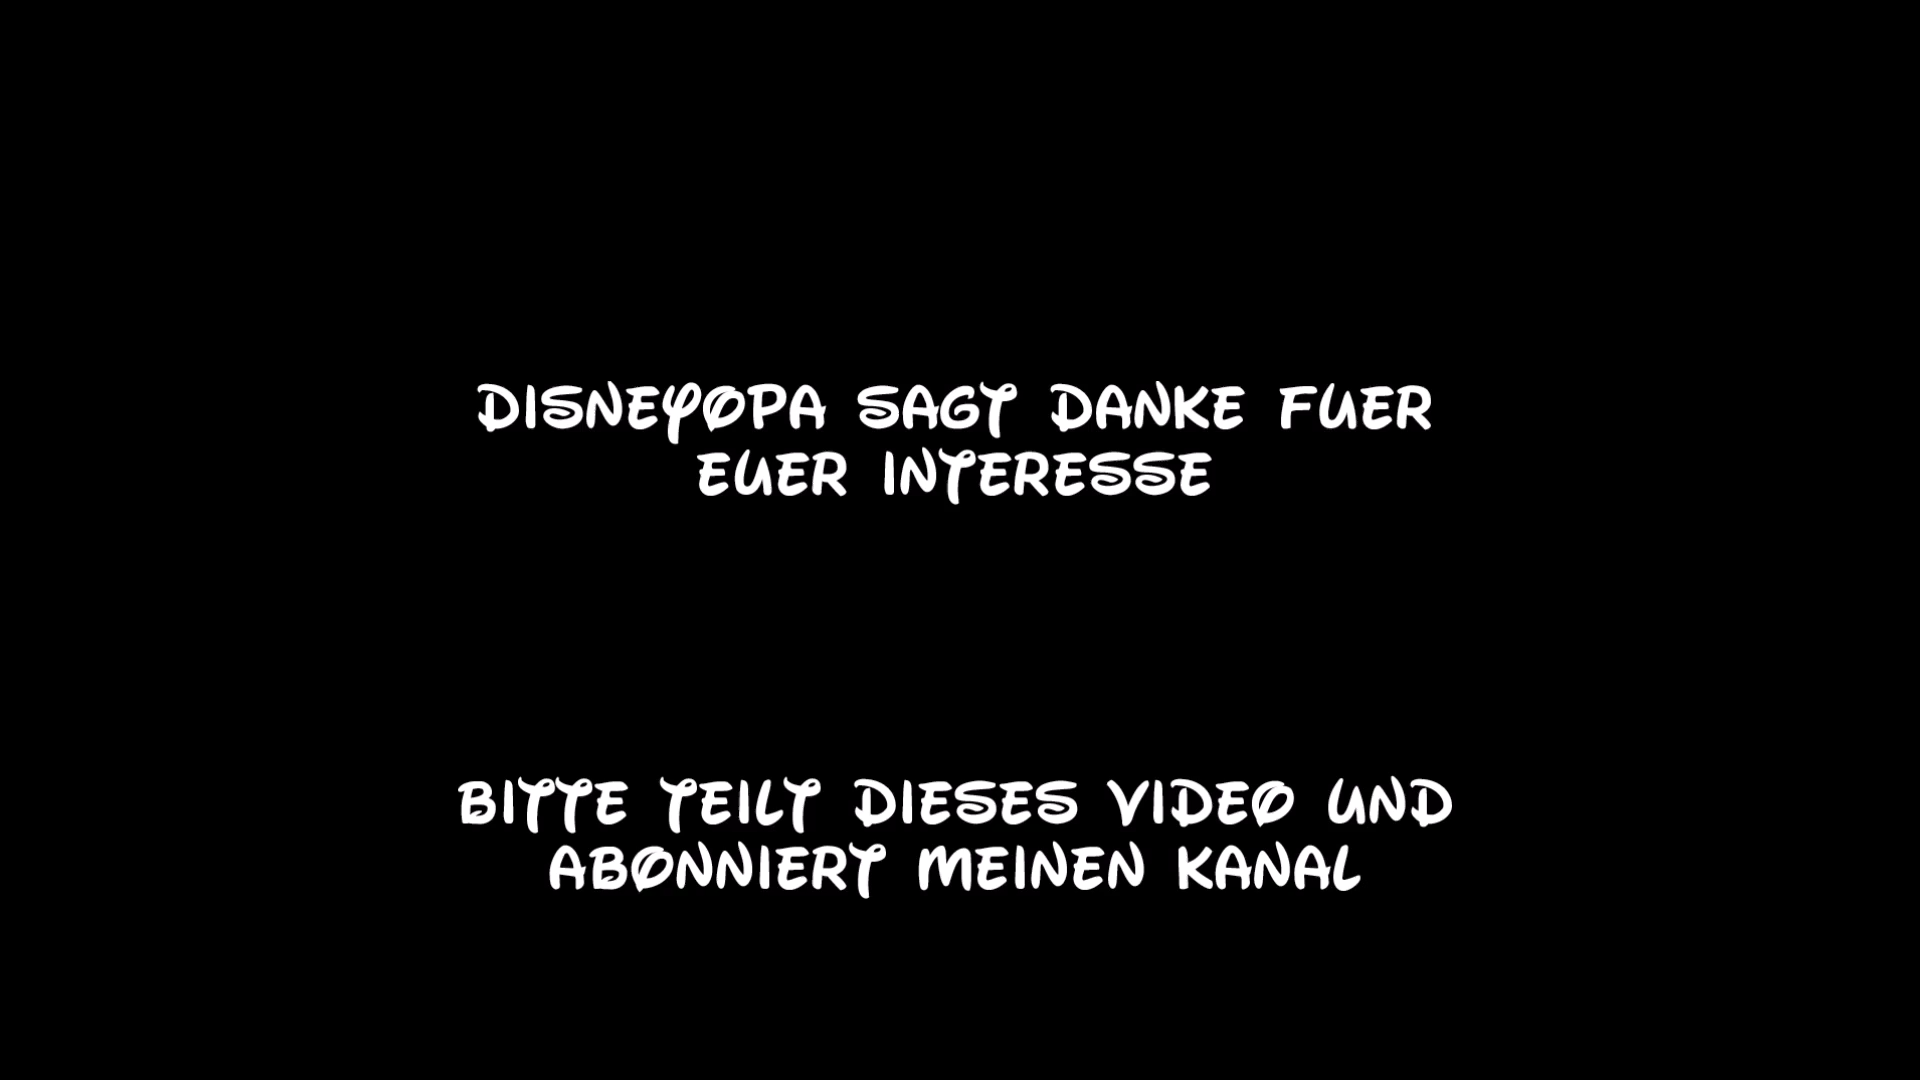 DISNEYOPA SAGT DANKE FUER
EUER INTERESSE
BITTE TEILT DIESES VIDEO UND
ABONNIERT MEINEN KANAL